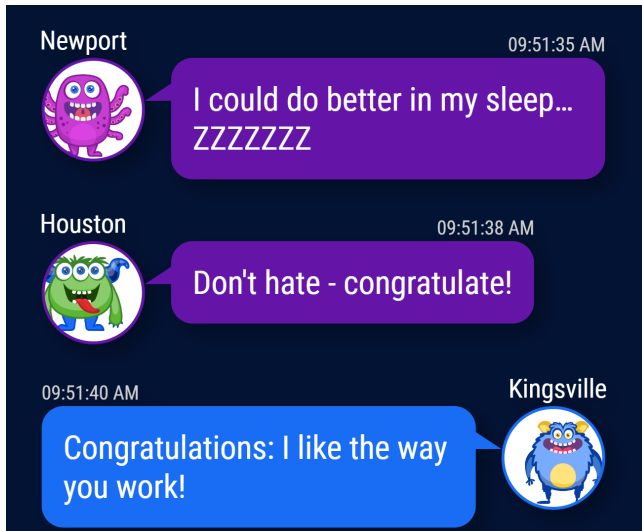 Newport
09:51:35 AM
I could do better in my sleep...
ZZZZZZZ
Houston
09:51:38 AM
Don't hate - congratulate!
09:51:40 AM
Kingsville
Congratulations: I like the way
you work!